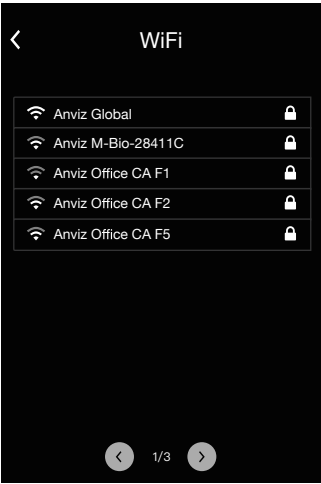 WiFi
Anviz Global
Anviz M-Bio-28411C
Anviz Office CA F1
Anviz Office CA F2
Anviz Office CA F5
1/3